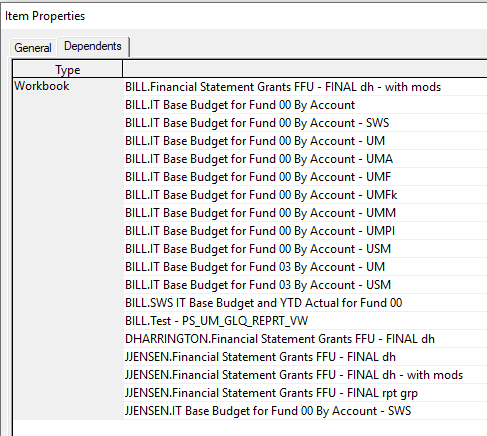 Item Properties
General Dependents
Type
Workbook BILL.Financial Statement Grants FFU - FINAL dh - with mods
BILL.IT Base Budget for Fund 00 By Account
BILL.IT Base Budget for Fund 00 By Account - SWS
BILL.IT Base Budget for Fund 00 By Account - UM
BILL.IT Base Budget for Fund 00 By Account - UMA
BILL.IT Base Budget for Fund 00 By Account - UMF
BILL.IT Base Budget for Fund 00 By Account - UMFk
BILL.IT Base Budget for Fund 00 By Account - UMM
BILL.IT Base Budget for Fund 00 By Account - UMPI
BILL.IT Base Budget for Fund 00 By Account - USM
BILL.IT Base Budget for Fund 03 By Account - UM
BILL.IT Base Budget for Fund 03 By Account - USM
BILL.SWS IT Base Budget and YTD Actual for Fund 00
BILL.Test - PS_UM_GLQ_REPRT_VW
DHARRINGTON.Financial Statement Grants FFU - FINAL dh
JJENSEN.Financial Statement Grants FFU - FINAL dh
JJENSEN.Financial Statement Grants FFU - FINAL dh - with mods
JJENSEN.Financial Statement Grants FFU - FINAL rpt grp
JJENSEN.IT Base Budget for Fund 00 By Account - SWS